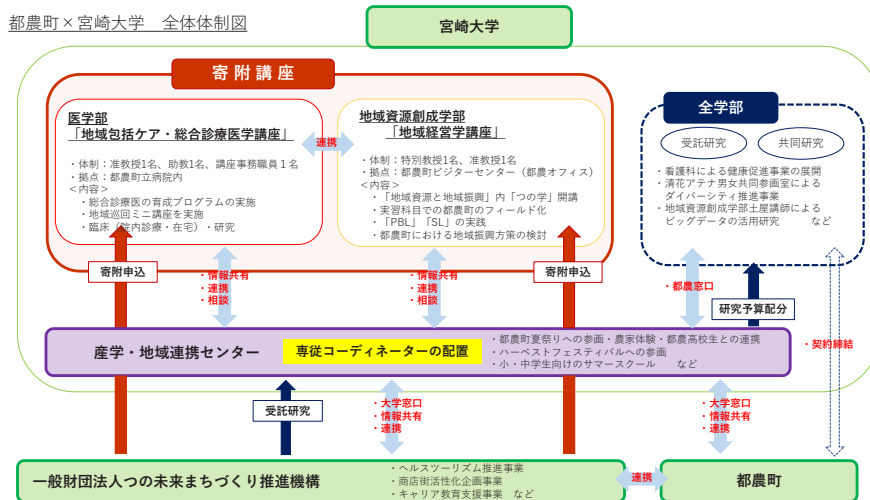 都農町×宮崎大学　全体体制図
宮崎大学
寄附講座
医学部
「地域包括ケア・総合診療医学講座」
・体制：准教授1名、助教1名、講座事務職員１名
・拠点：都農町立病院内
＜内容＞
・総合診療医の育成プログラムの実施
・地域巡回ミニ講座を実施
・臨床（院内診療・在宅）・研究
連携
地域資源創成学部
「地域経営学講座」
・体制：特別教授1名、准教授1名
・拠点：都農町ビジターセンター（都農オフィス）
＜内容＞
・「地域資源と地域振興」内「つの学」開講
・実習科目での都農町のフィールド化
・「PBL」「SL」の実践
・都農町における地域振興方策の検討
全学部
受託研究
共同研究
・看護科による健康促進事業の展開
・清花アテナ男女共同参画室による
ダイバーシティ推進事業
・地域資源創成学部土屋講師による
ビッグデータの活用研究　など
寄附申込
・情報共有
・連携
・相談
・情報共有
・連携
・相談
寄附申込
・都農窓口
研究予算配分
・契約締結
産学・地域連携センター
専従コーディネーターの配置
・都農町夏祭りへの参画・農家体験・都農高校生との連携
・ハーベストフェスティバルへの参画
・小・中学生向けのサマースクール　など
受託研究
・大学窓口
・情報共有
・連携
・大学窓口
・情報共有
・連携
一般財団法人つの未来まちづくり推進機構
・ヘルスツーリズム推進事業
・商店街活性化企画事業
・キャリア教育支援事業　など
連携
都農町